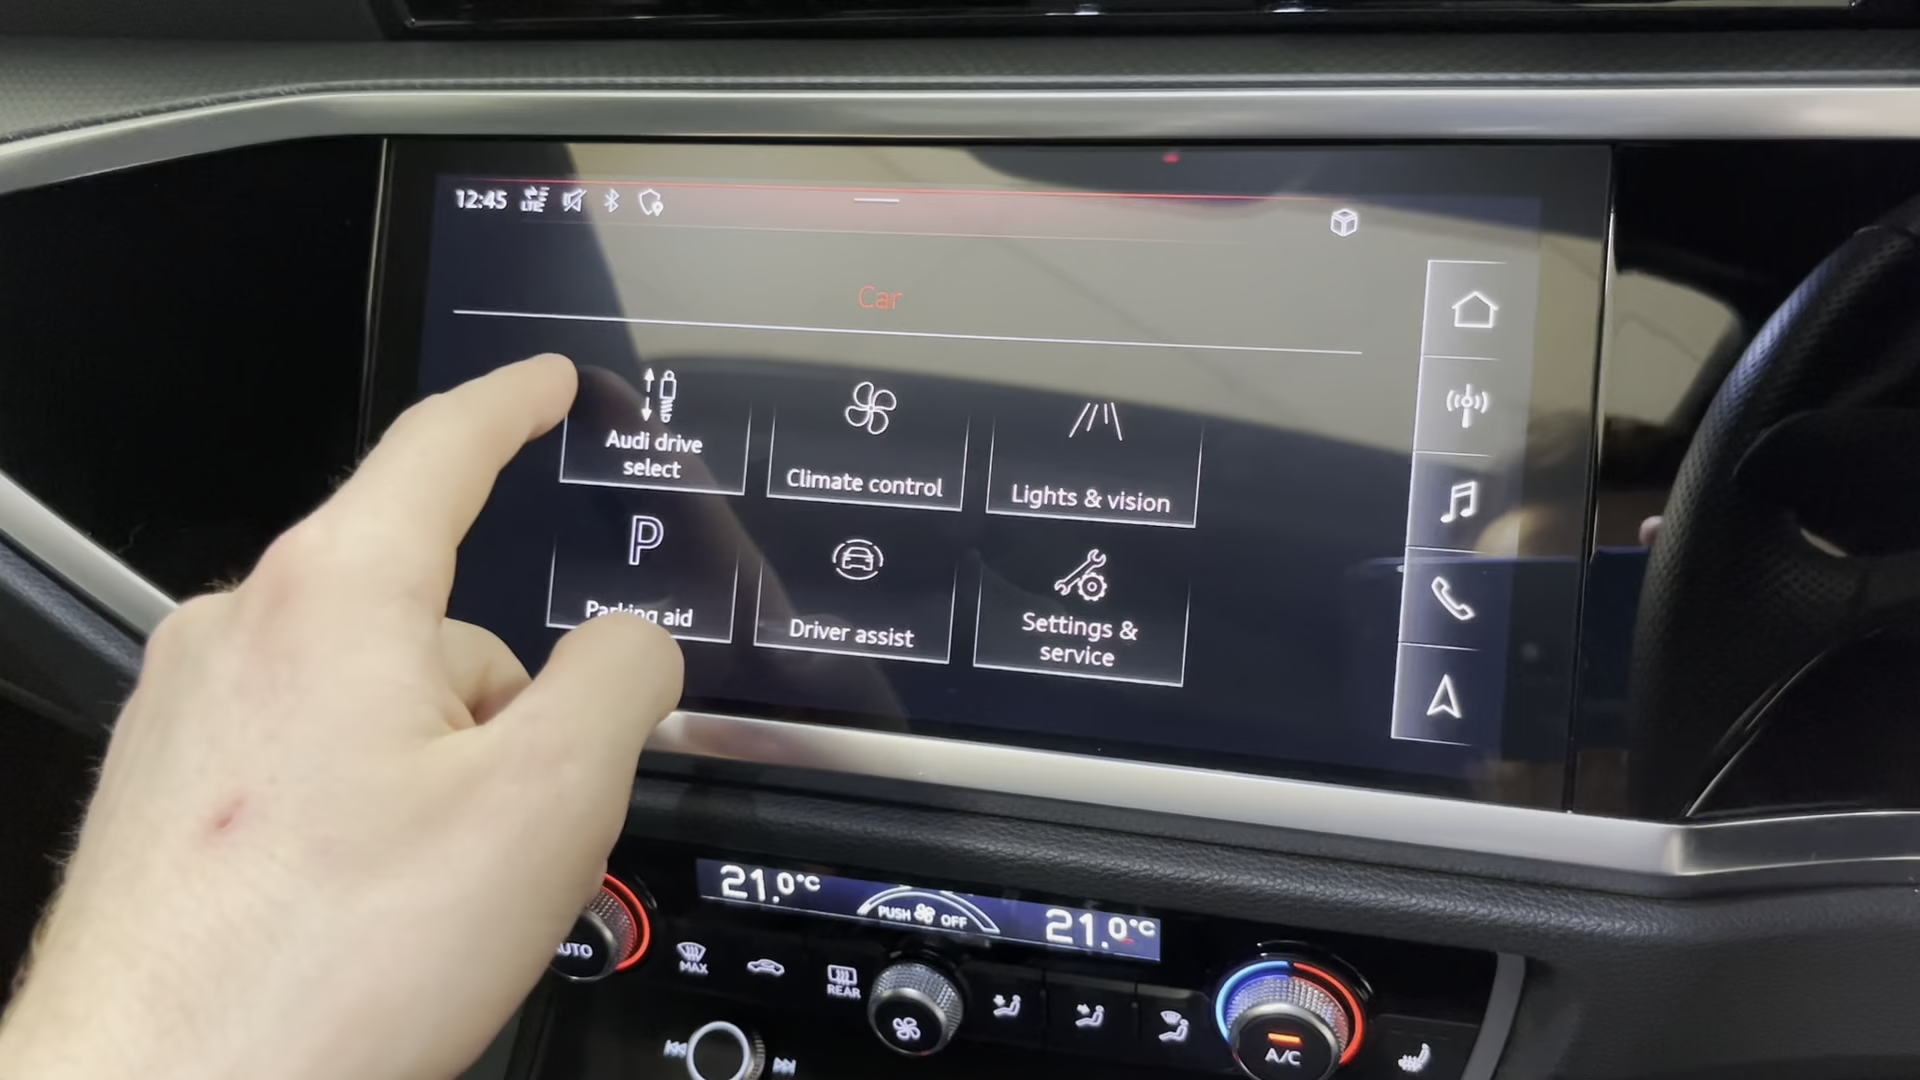 12:45 LTE
Car
Audi drive
select
Climate control
Lights & vision
P
Parking aid
Driver assist
Settings &
service
21.0°C
PUSH OFF
21.0°C
AUTO
MAX
REAR
A/C